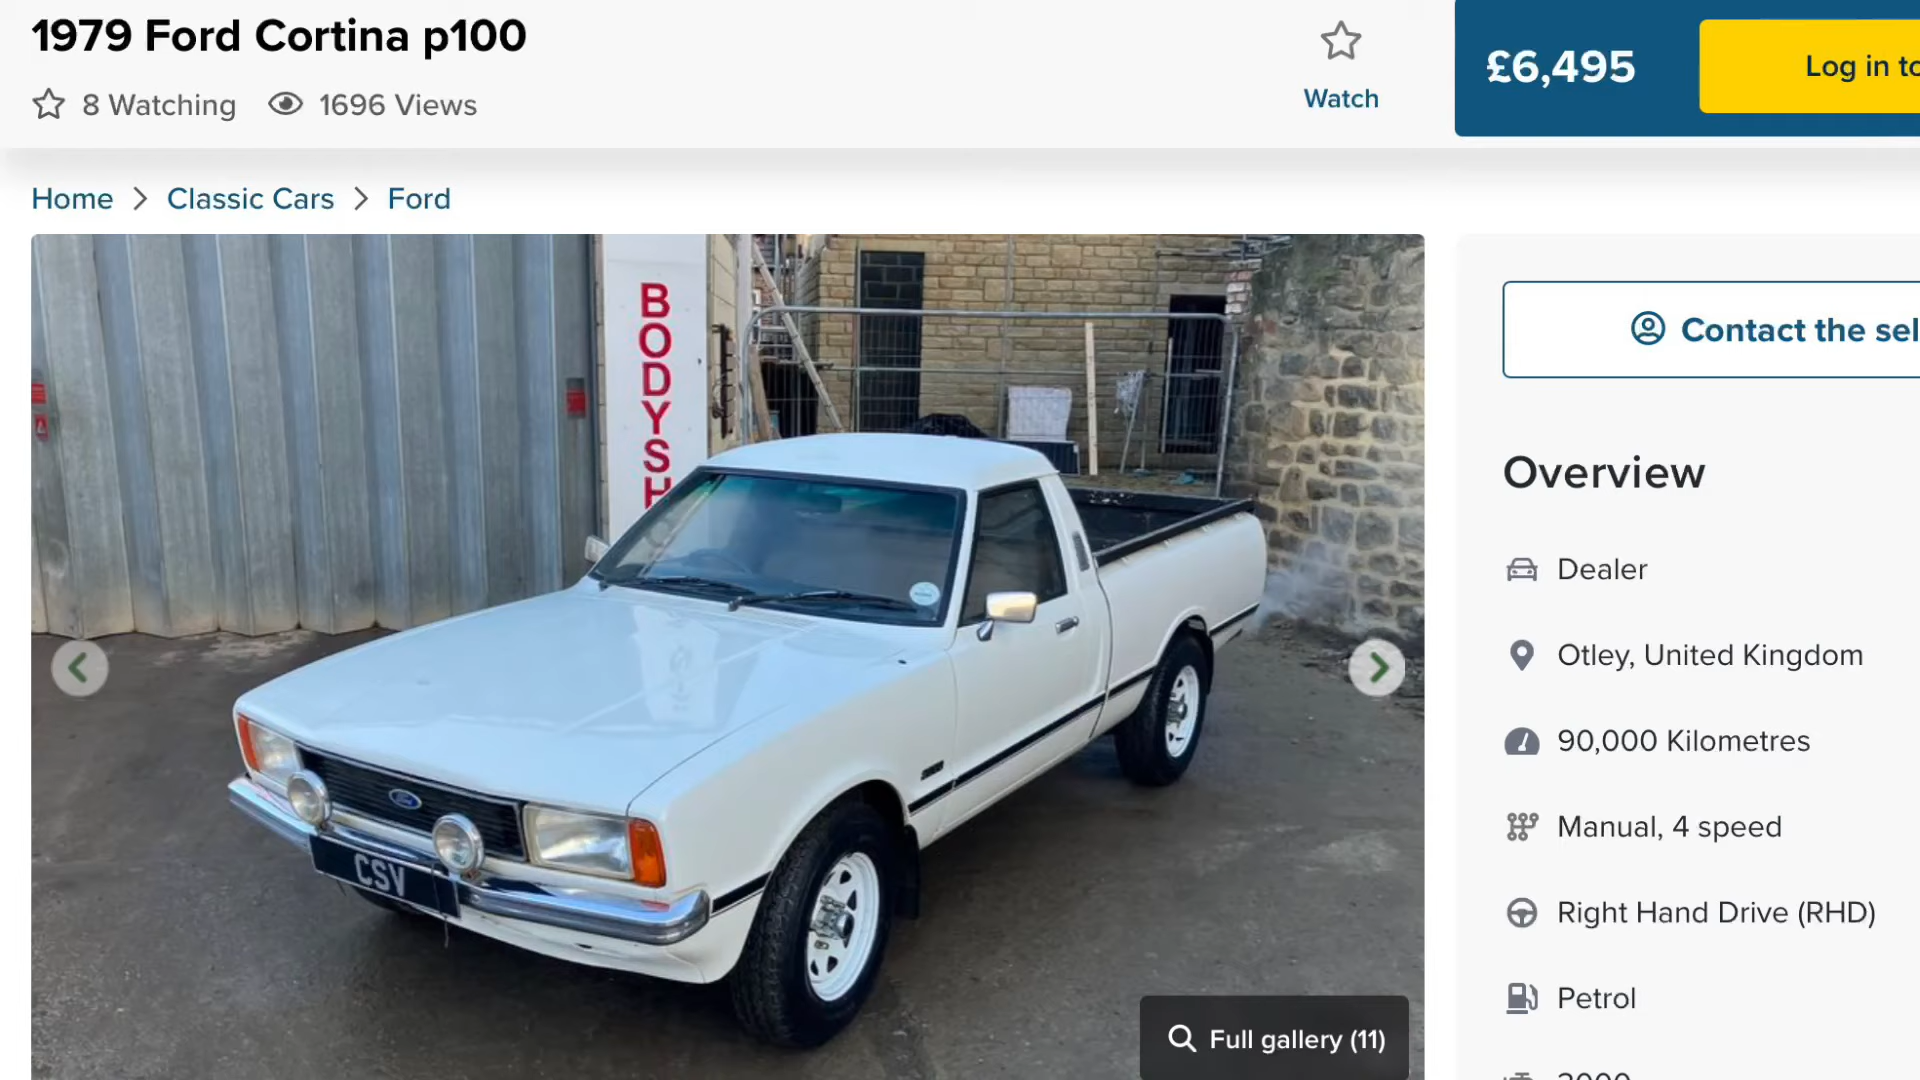 1979 Ford Cortina p100
8 Watching 1696 Views
Watch
£6,495
Log in to
Home > Classic Cars > Ford
BODYSH
Ford
CSV
Full gallery (11)
Contact the sel
Overview
Dealer
Otley, United Kingdom
90,000 Kilometres
Manual, 4 speed
Right Hand Drive (RHD)
Petrol